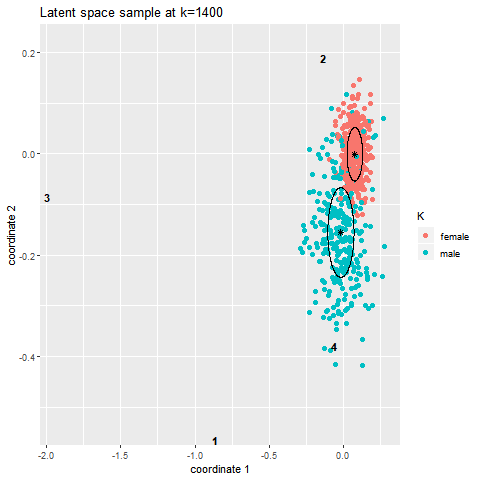 Latent space sample at k=1400
0.2
0.0
-0.2
-0.4
coordinate 2
2
3
4
1
-2.0
-1.5
-1.0
-0.5
0.0
coordinate 1
K
female
male